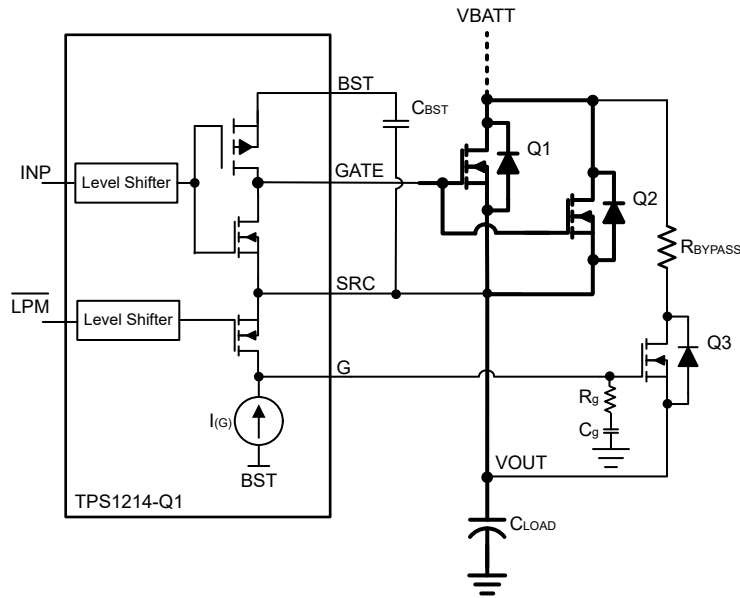 VBATT
BST
CBST
INP
Level Shifter
GATE
Q1
Q2
RBYPASS
LPM
Level Shifter
SRC
Q3
G
Rg
Cg
I(G)
BST
VOUT
TPS1214-Q1
CLOAD